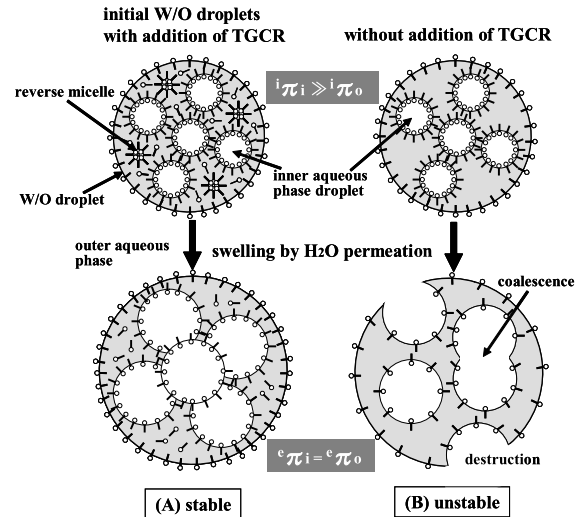 initial W/O droplets
with addition of TGCR
without addition of TGCR
reverse micelle
ⁱπᵢ ≫ ⁱπₒ
W/O droplet
inner aqueous
phase droplet
outer aqueous
phase
swelling by H₂O permeation
coalescence
ᵉπᵢ = ᵉπₒ
destruction
(A) stable
(B) unstable